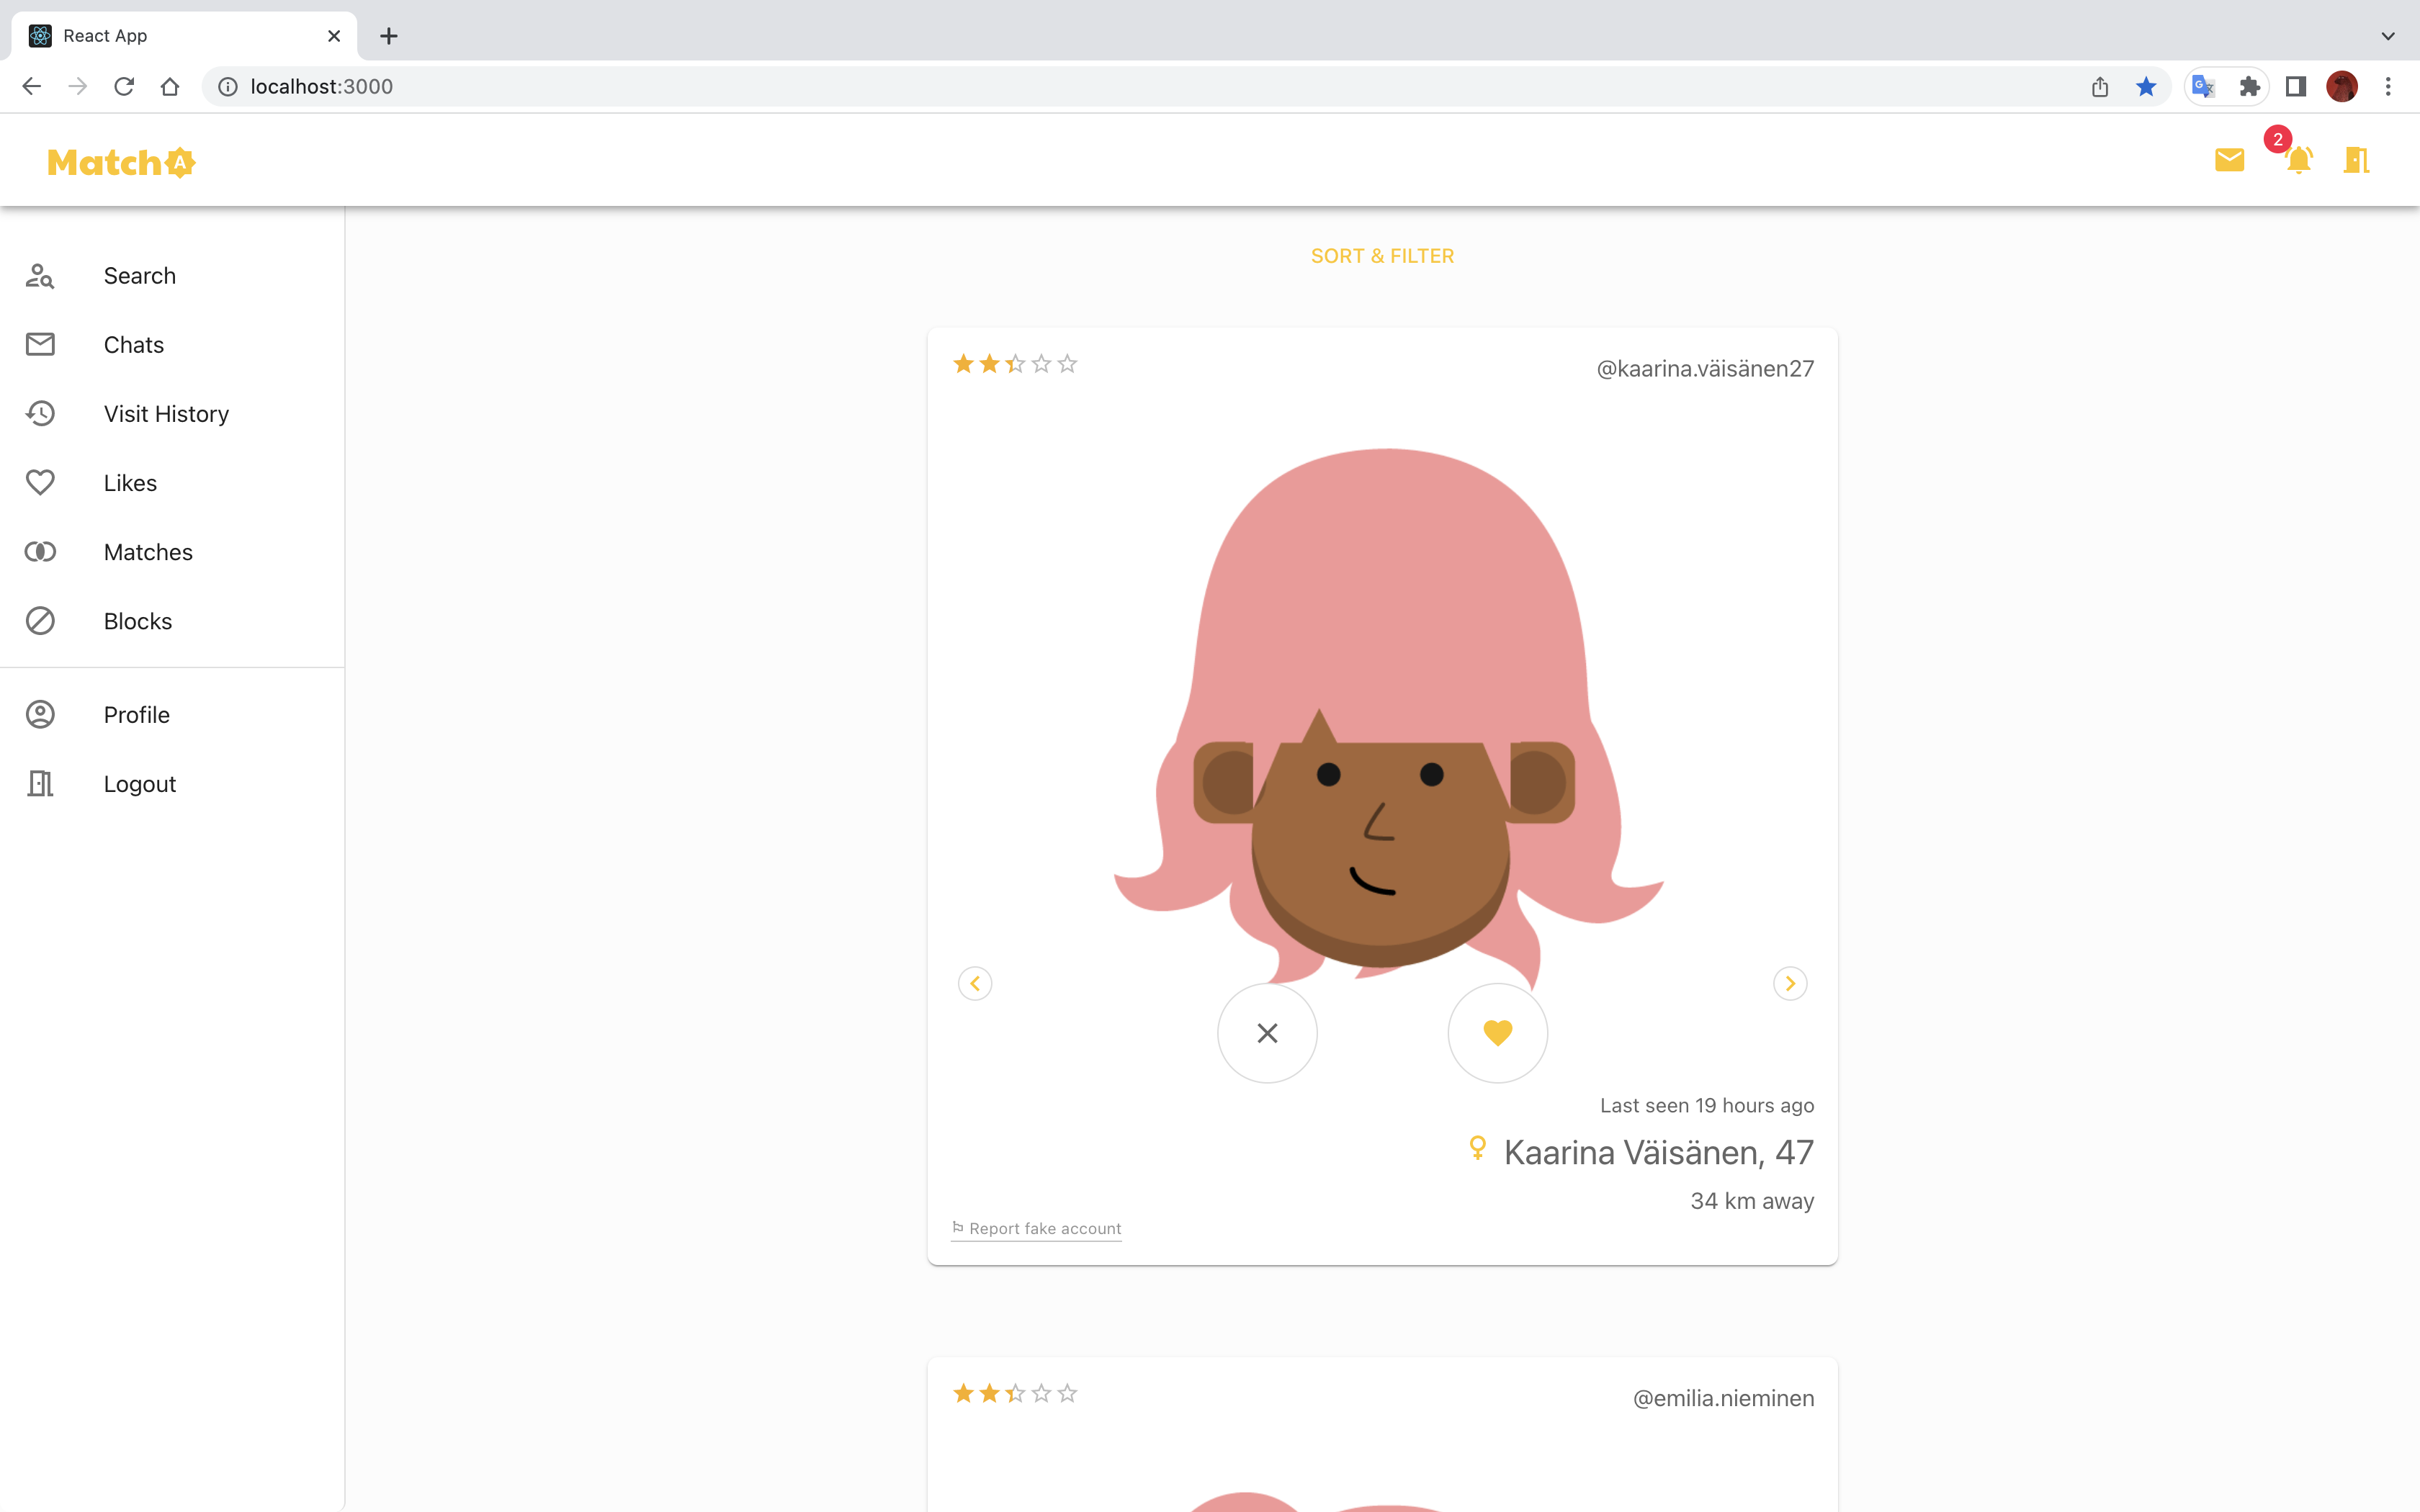 React App
localhost:3000
MatchA
2
Search
Chats
Visit History
Likes
Matches
Blocks
Profile
Logout
SORT & FILTER
@kaarina.väisänen27
Last seen 19 hours ago
Kaarina Väisänen, 47
34 km away
Report fake account
@emilia.nieminen